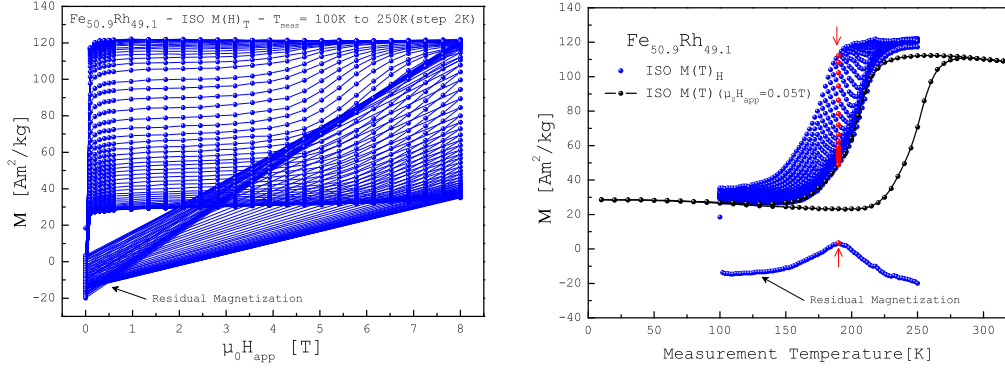 Fe50.9Rh49.1 - ISO M(H)T - Tmeas= 100K to 250K(step 2K)
140
120
100
80
60
40
20
0
-20
M [Am²/kg]
Residual Magnetization
0 1 2 3 4 5 6 7 8
μ0Happ [T]
140
120
100
80
60
40
20
0
-20
-40
M [Am²/kg]
Fe50.9Rh49.1
ISO M(T)H
ISO M(T)(μ0Happ=0.05T)
Residual Magnetization
0 50 100 150 200 250 300
Measurement Temperature[K]